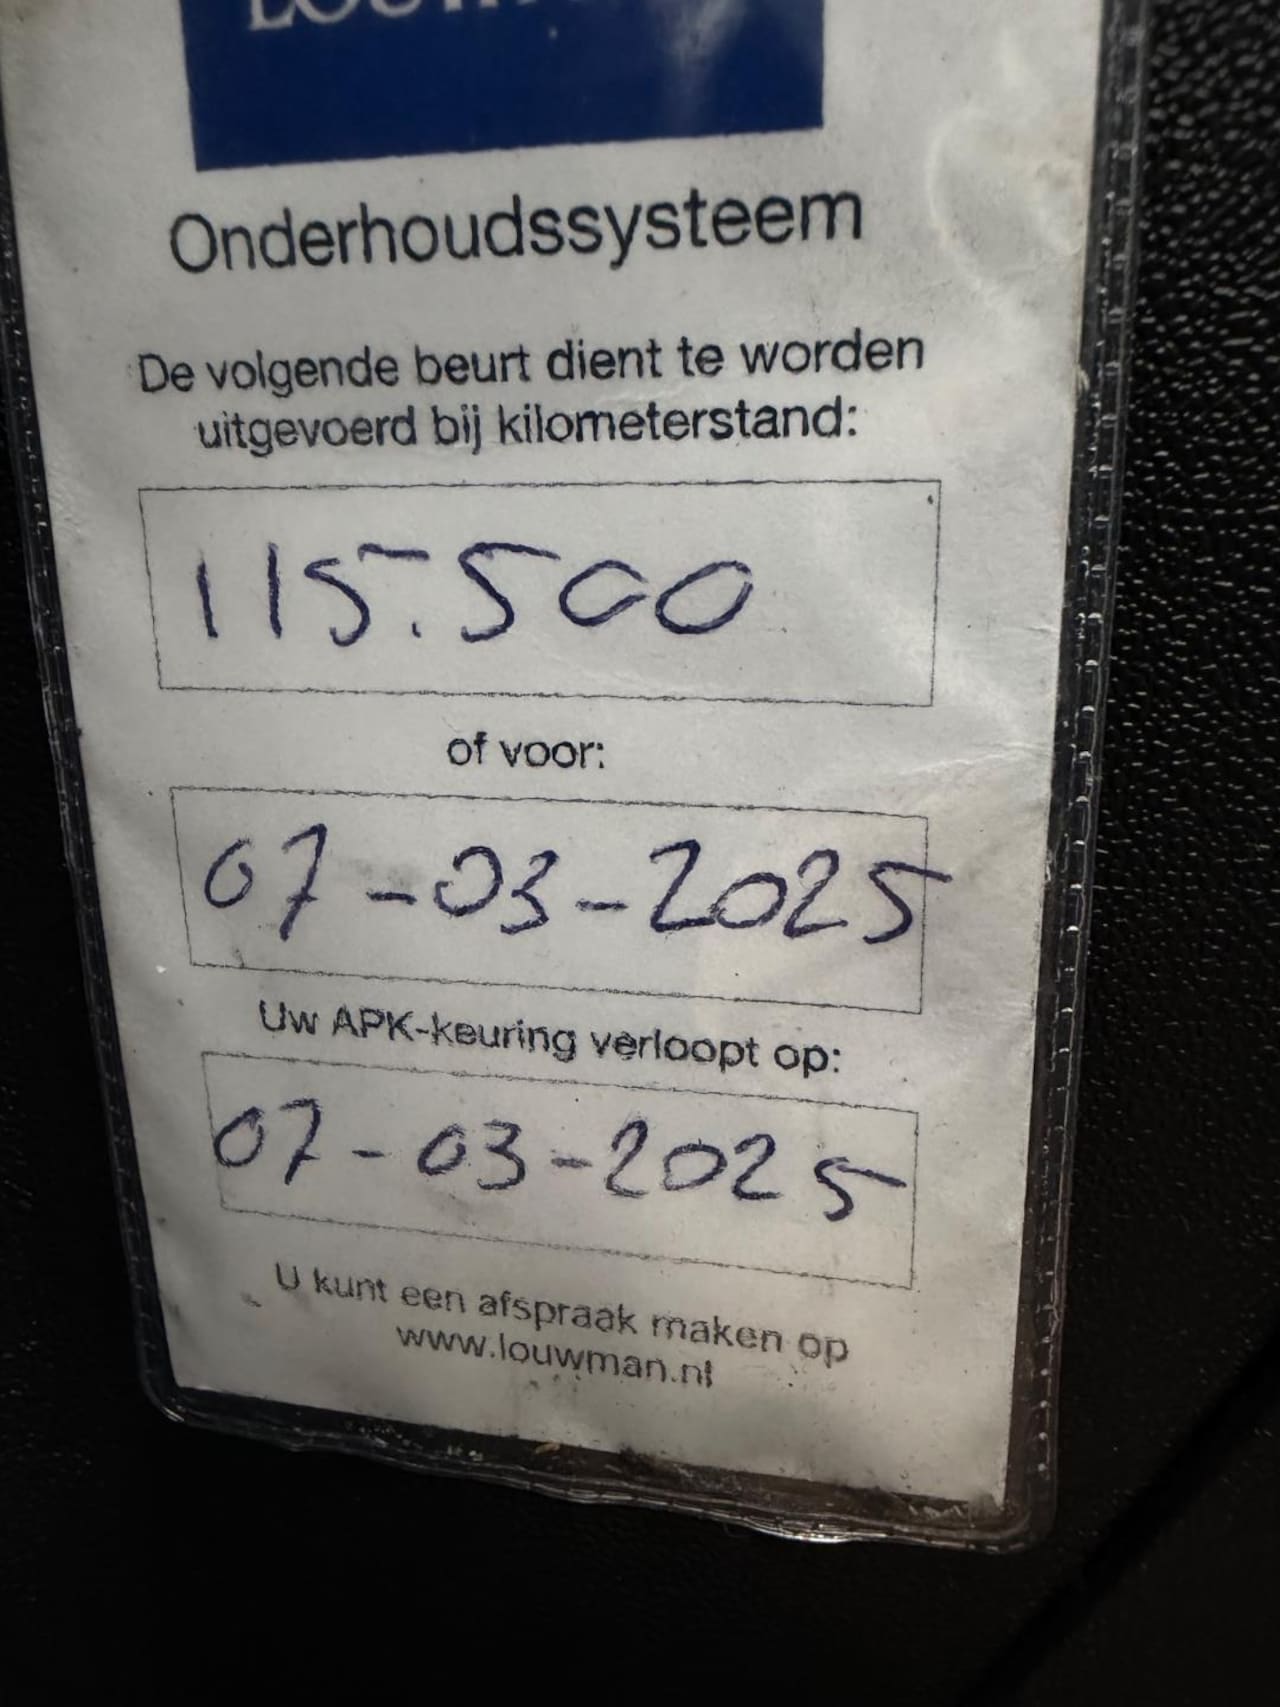 Onderhoudssysteem
De volgende beurt dient te worden
uitgevoerd bij kilometerstand:
115.500
of voor:
07-03-2025
Uw APK-keuring verloopt op:
07-03-2025
U kunt een afspraak maken op
www.louwman.nl